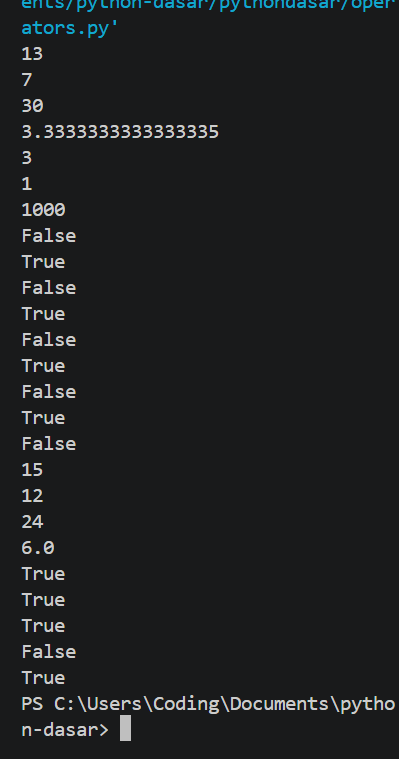 ents/python-dasar/pythondasar/oper
ators.py'
13
7
30
3.3333333333333335
3
1
1000
False
True
False
True
False
True
False
True
False
15
12
24
6.0
True
True
True
False
True
PS C:\Users\Coding\Documents\pytho
n-dasar>